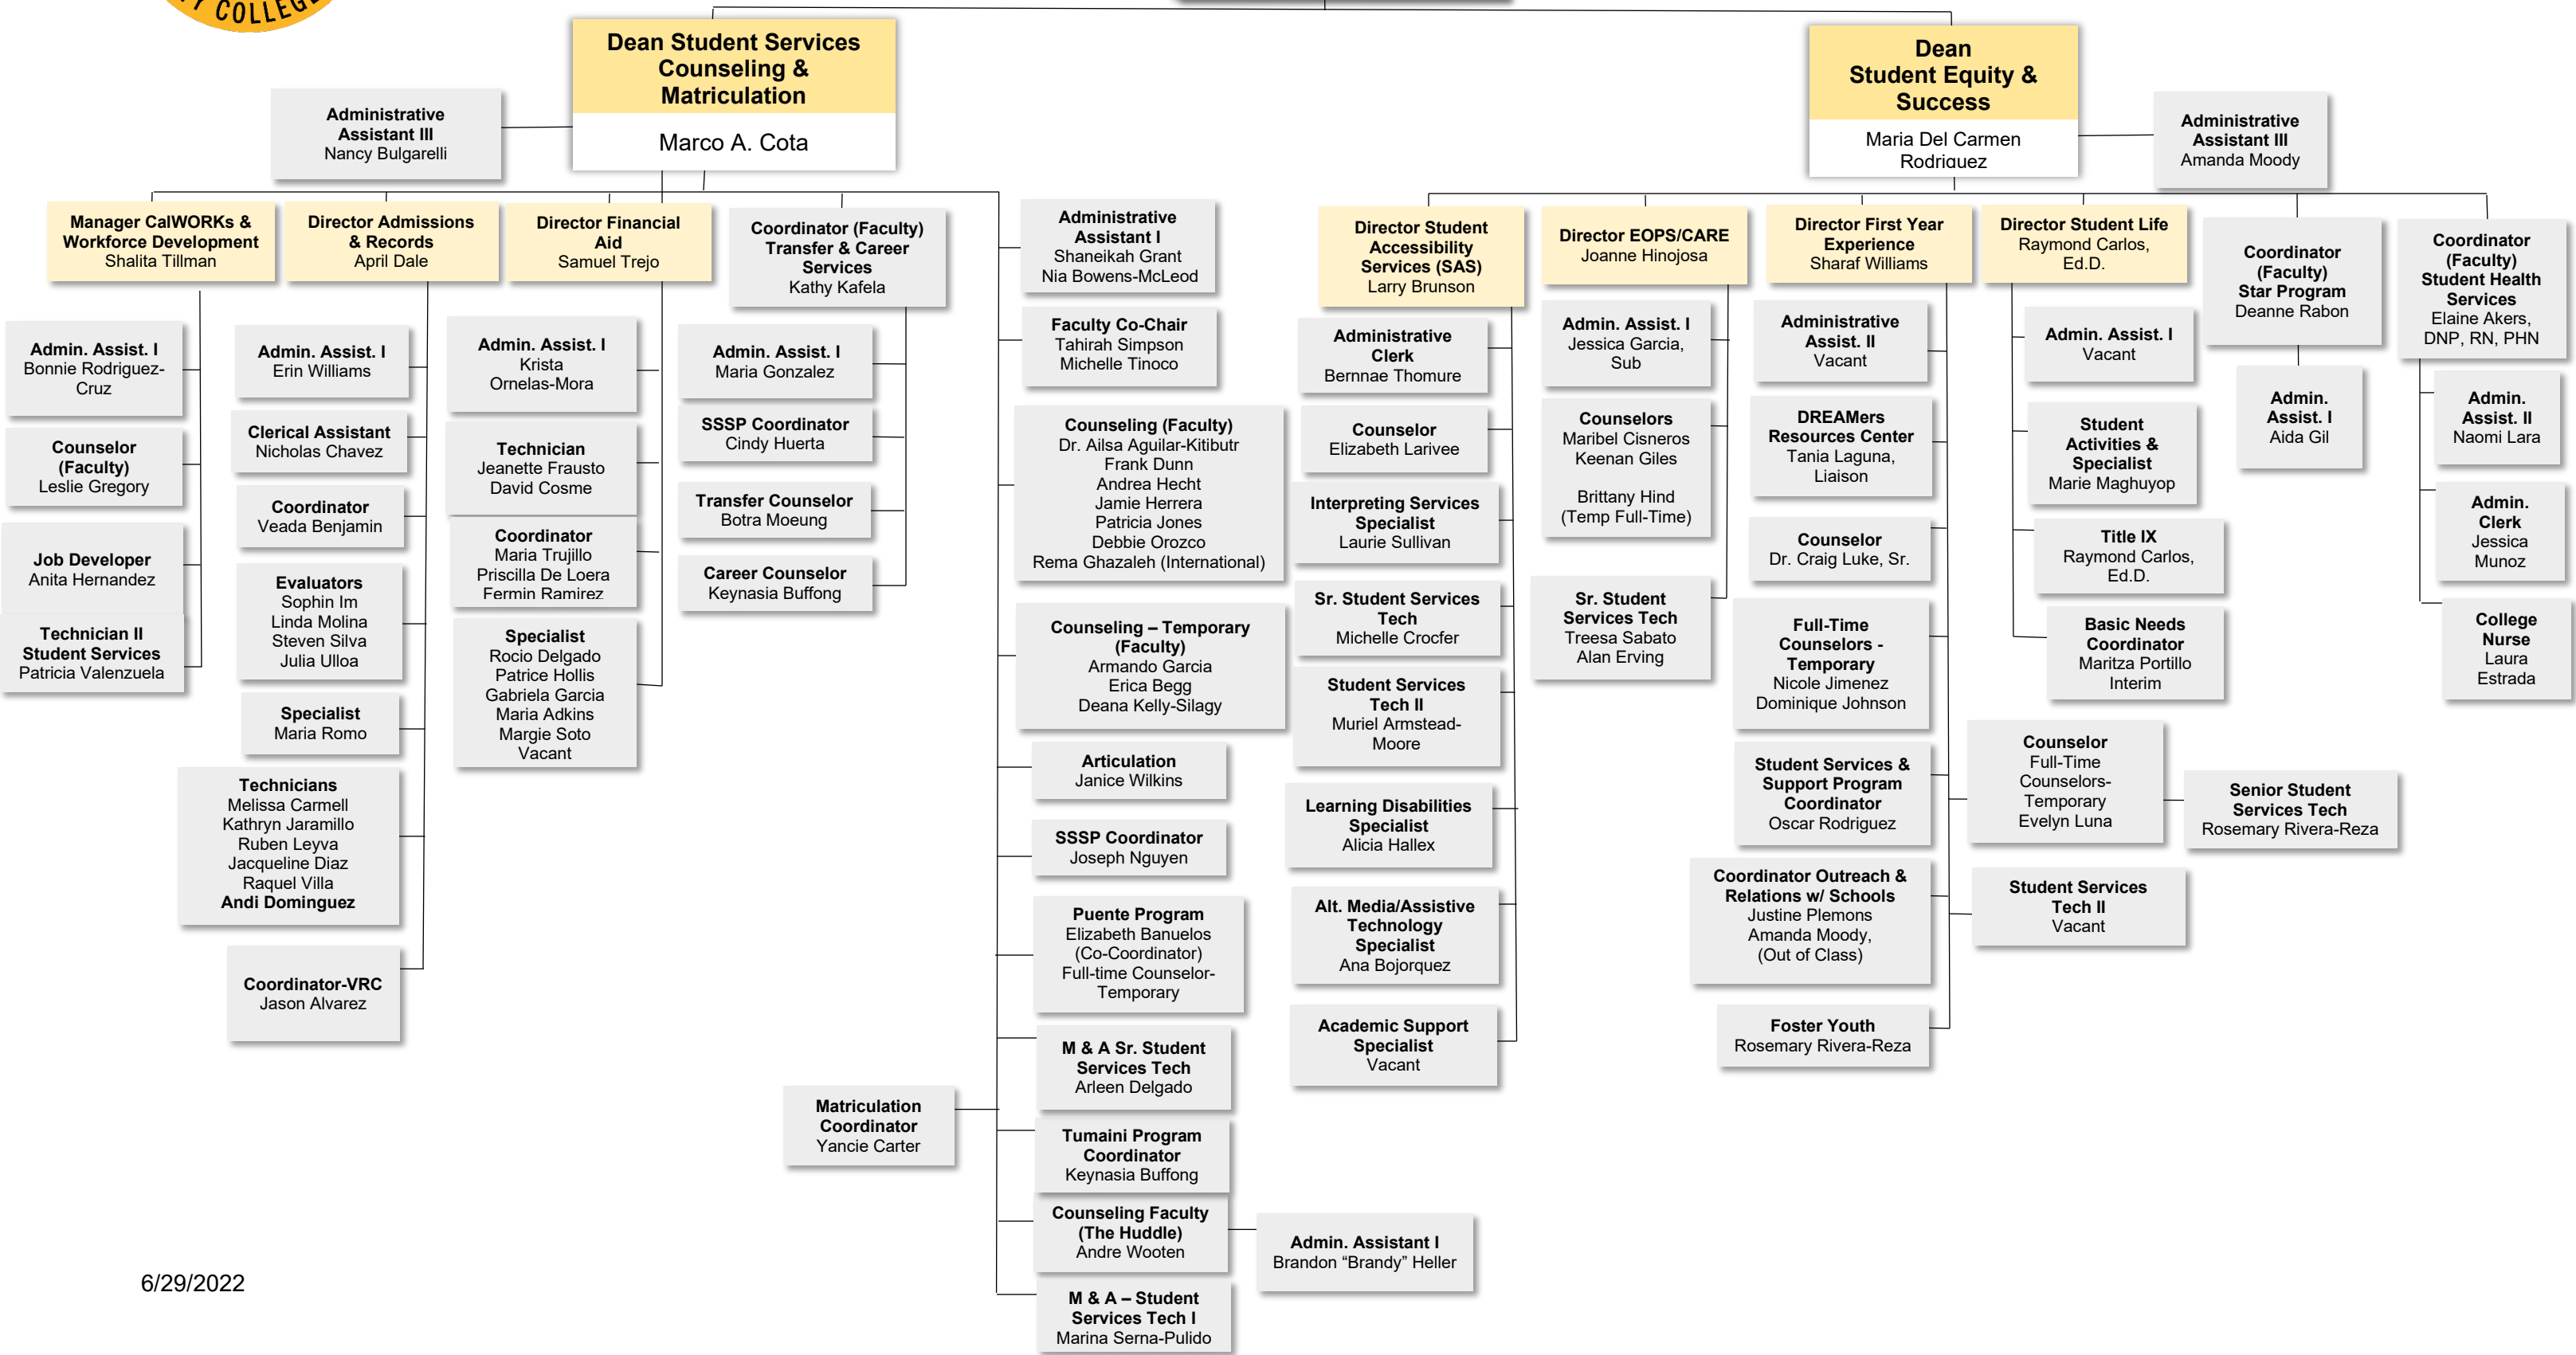 COLLEGE
Dean Student Services
Counseling &
Matriculation
Marco A. Cota
Dean
Student Equity &
Success
Maria Del Carmen
Rodriguez
Administrative
Assistant III
Nancy Bulgarelli
Administrative
Assistant III
Amanda Moody
Manager CalWORKs &
Workforce Development
Shalita Tillman
Admin. Assist. I
Bonnie Rodriguez-
Cruz
Counselor
(Faculty)
Leslie Gregory
Job Developer
Anita Hernandez
Technician II
Student Services
Patricia Valenzuela
Director Admissions
& Records
April Dale
Admin. Assist. I
Erin Williams
Clerical Assistant
Nicholas Chavez
Coordinator
Veada Benjamin
Evaluators
Sophin Im
Linda Molina
Steven Silva
Julia Ulloa
Specialist
Maria Romo
Technicians
Melissa Carmell
Kathryn Jaramillo
Ruben Leyva
Jacqueline Diaz
Raquel Villa
Andi Dominguez
Coordinator-VRC
Jason Alvarez
Director Financial
Aid
Samuel Trejo
Admin. Assist. I
Krista
Ornelas-Mora
Technician
Jeanette Frausto
David Cosme
Coordinator
Maria Trujillo
Priscilla De Loera
Fermin Ramirez
Specialist
Rocio Delgado
Patrice Hollis
Gabriela Garcia
Maria Adkins
Margie Soto
Vacant
Coordinator (Faculty)
Transfer & Career
Services
Kathy Kafela
Admin. Assist. I
Maria Gonzalez
SSSP Coordinator
Cindy Huerta
Transfer Counselor
Botra Moeung
Career Counselor
Keynasia Buffong
Administrative
Assistant I
Shaneikah Grant
Nia Bowens-McLeod
Faculty Co-Chair
Tahirah Simpson
Michelle Tinoco
Counseling (Faculty)
Dr. Ailsa Aguilar-Kitibutr
Frank Dunn
Andrea Hecht
Jamie Herrera
Patricia Jones
Debbie Orozco
Rema Ghazaleh (International)
Counseling – Temporary
(Faculty)
Armando Garcia
Erica Begg
Deana Kelly-Silagy
Articulation
Janice Wilkins
SSSP Coordinator
Joseph Nguyen
Puente Program
Elizabeth Banuelos
(Co-Coordinator)
Full-time Counselor-
Temporary
M & A Sr. Student
Services Tech
Arleen Delgado
Matriculation
Coordinator
Yancie Carter
Tumaini Program
Coordinator
Keynasia Buffong
Counseling Faculty
(The Huddle)
Andre Wooten
Admin. Assistant I
Brandon “Brandy” Heller
M & A – Student
Services Tech I
Marina Serna-Pulido
Director Student
Accessibility
Services (SAS)
Larry Brunson
Administrative
Clerk
Bernnae Thomure
Counselor
Elizabeth Larivee
Interpreting Services
Specialist
Laurie Sullivan
Sr. Student Services
Tech
Michelle Crocfer
Student Services
Tech II
Muriel Armstead-
Moore
Learning Disabilities
Specialist
Alicia Hallex
Alt. Media/Assistive
Technology
Specialist
Ana Bojorquez
Academic Support
Specialist
Vacant
Director EOPS/CARE
Joanne Hinojosa
Admin. Assist. I
Jessica Garcia,
Sub
Counselors
Maribel Cisneros
Keenan Giles
Brittany Hind
(Temp Full-Time)
Sr. Student
Services Tech
Treesa Sabato
Alan Erving
Director First Year
Experience
Sharaf Williams
Administrative
Assist. II
Vacant
DREAMers
Resources Center
Tania Laguna,
Liaison
Counselor
Dr. Craig Luke, Sr.
Full-Time
Counselors -
Temporary
Nicole Jimenez
Dominique Johnson
Student Services &
Support Program
Coordinator
Oscar Rodriguez
Coordinator Outreach &
Relations w/ Schools
Justine Plemons
Amanda Moody,
(Out of Class)
Foster Youth
Rosemary Rivera-Reza
Counselor
Full-Time
Counselors-
Temporary
Evelyn Luna
Senior Student
Services Tech
Rosemary Rivera-Reza
Student Services
Tech II
Vacant
Director Student Life
Raymond Carlos,
Ed.D.
Admin. Assist. I
Vacant
Student
Activities &
Specialist
Marie Maghuyop
Title IX
Raymond Carlos,
Ed.D.
Basic Needs
Coordinator
Maritza Portillo
Interim
Coordinator
(Faculty)
Star Program
Deanne Rabon
Admin.
Assist. I
Aida Gil
Coordinator
(Faculty)
Student Health
Services
Elaine Akers,
DNP, RN, PHN
Admin.
Assist. II
Naomi Lara
Admin.
Clerk
Jessica
Munoz
College
Nurse
Laura
Estrada
6/29/2022